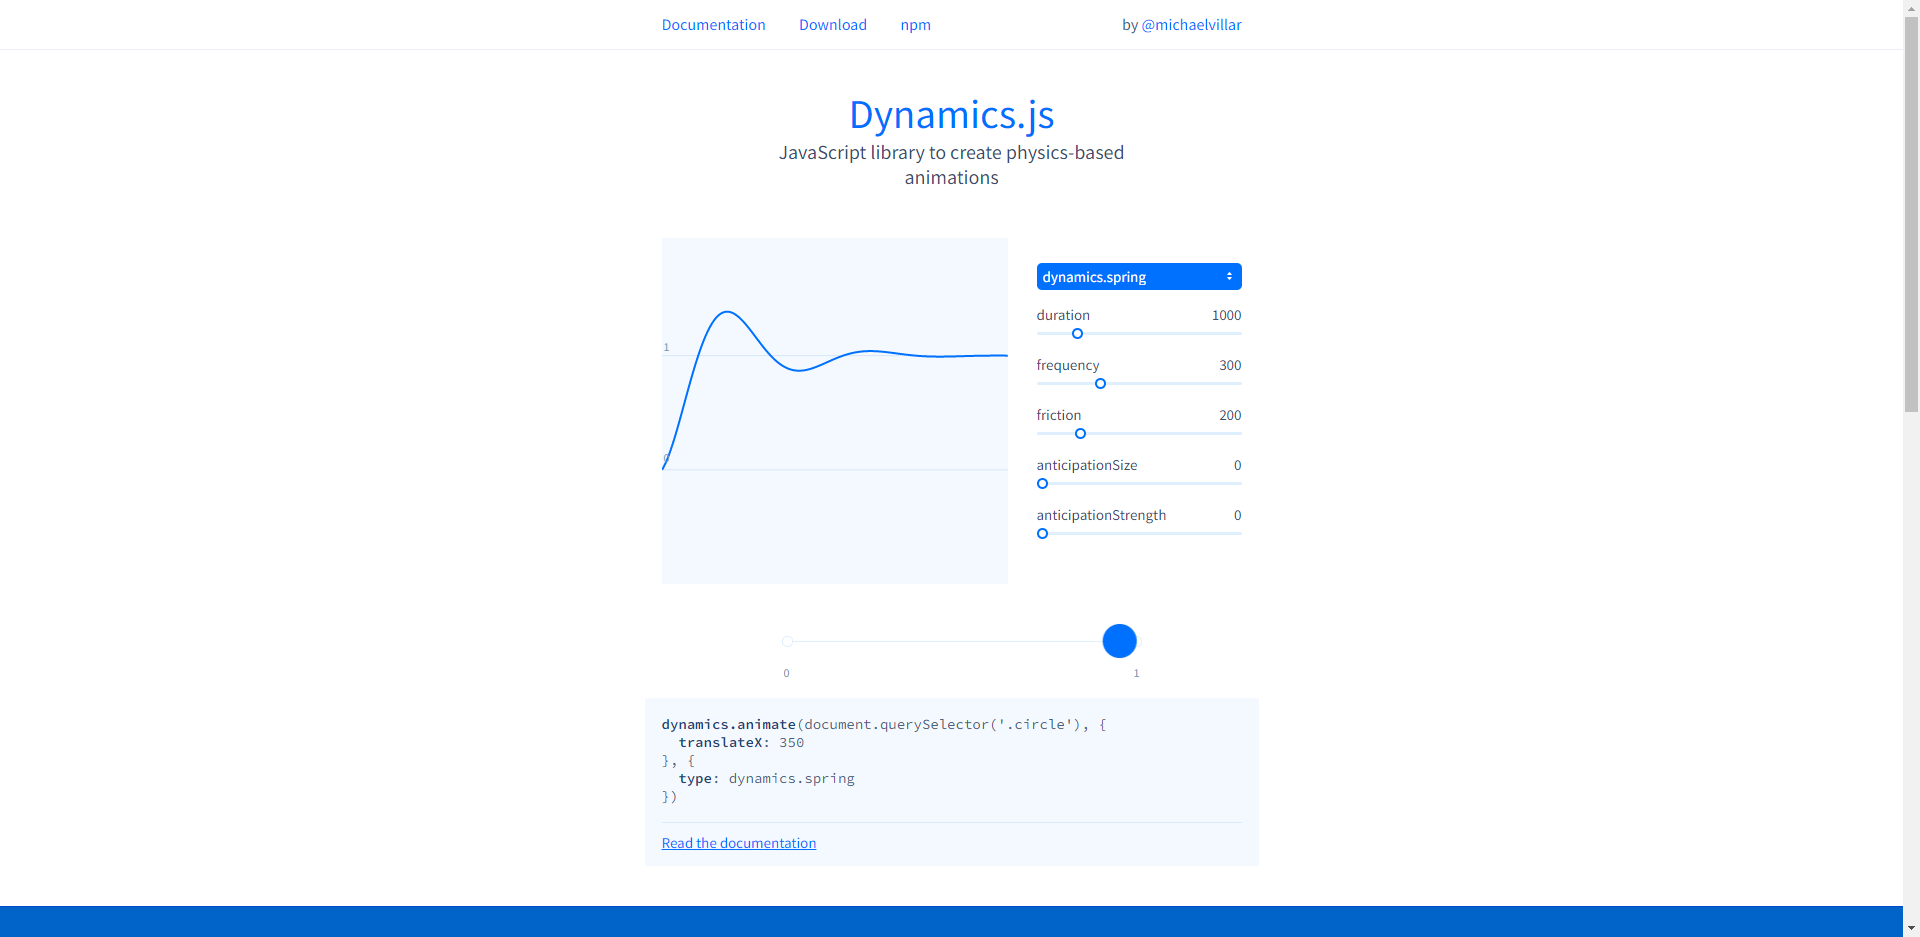 Documentation Download npm by @michaelvillar
Dynamics.js
JavaScript library to create physics-based
animations
1
0
dynamics.spring
duration 1000
frequency 300
friction 200
anticipationSize 0
anticipationStrength 0
0 1
dynamics.animate(document.querySelector('.circle'), {
  translateX: 350
}, {
  type: dynamics.spring
})
Read the documentation